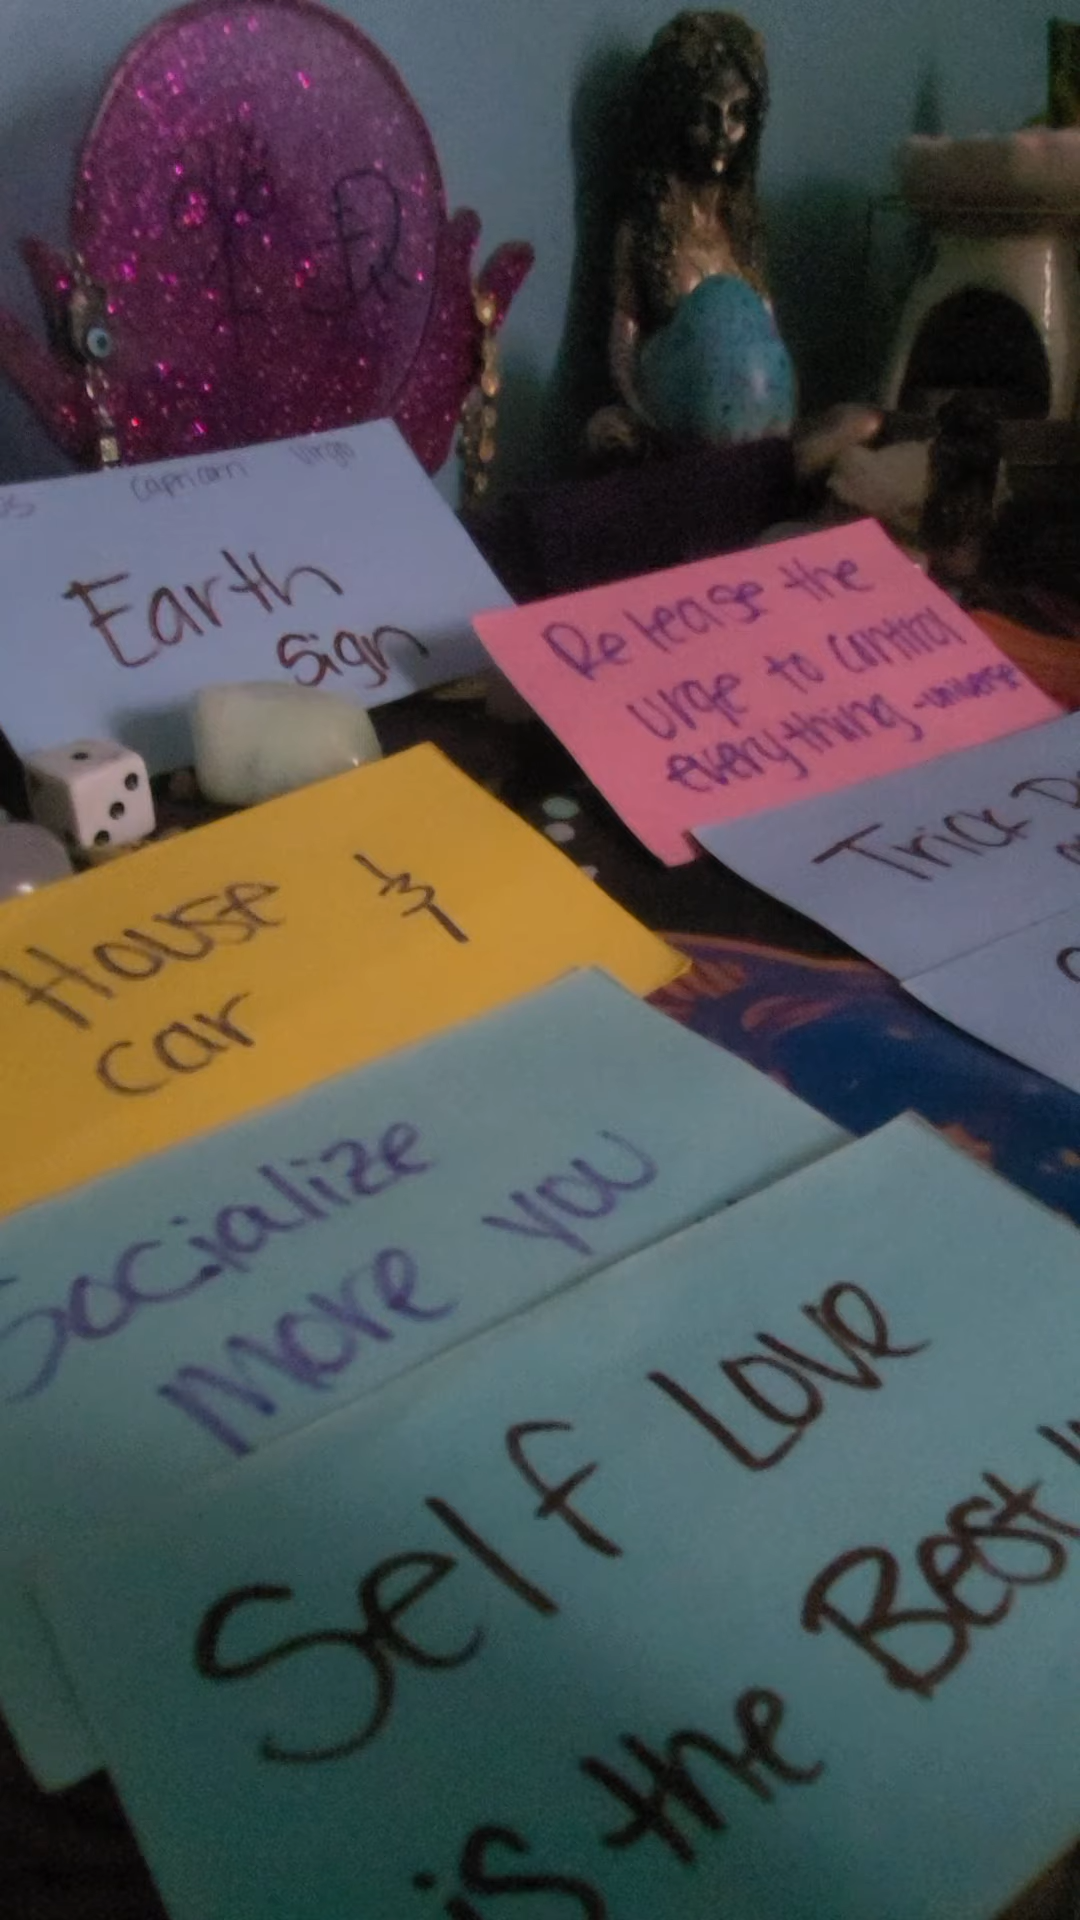 Capricorn Virgo
Earth
Sign
Release the
urge to control
everything -universe
Trick
House &
car
Socialize
More you
Self Love
is the Best